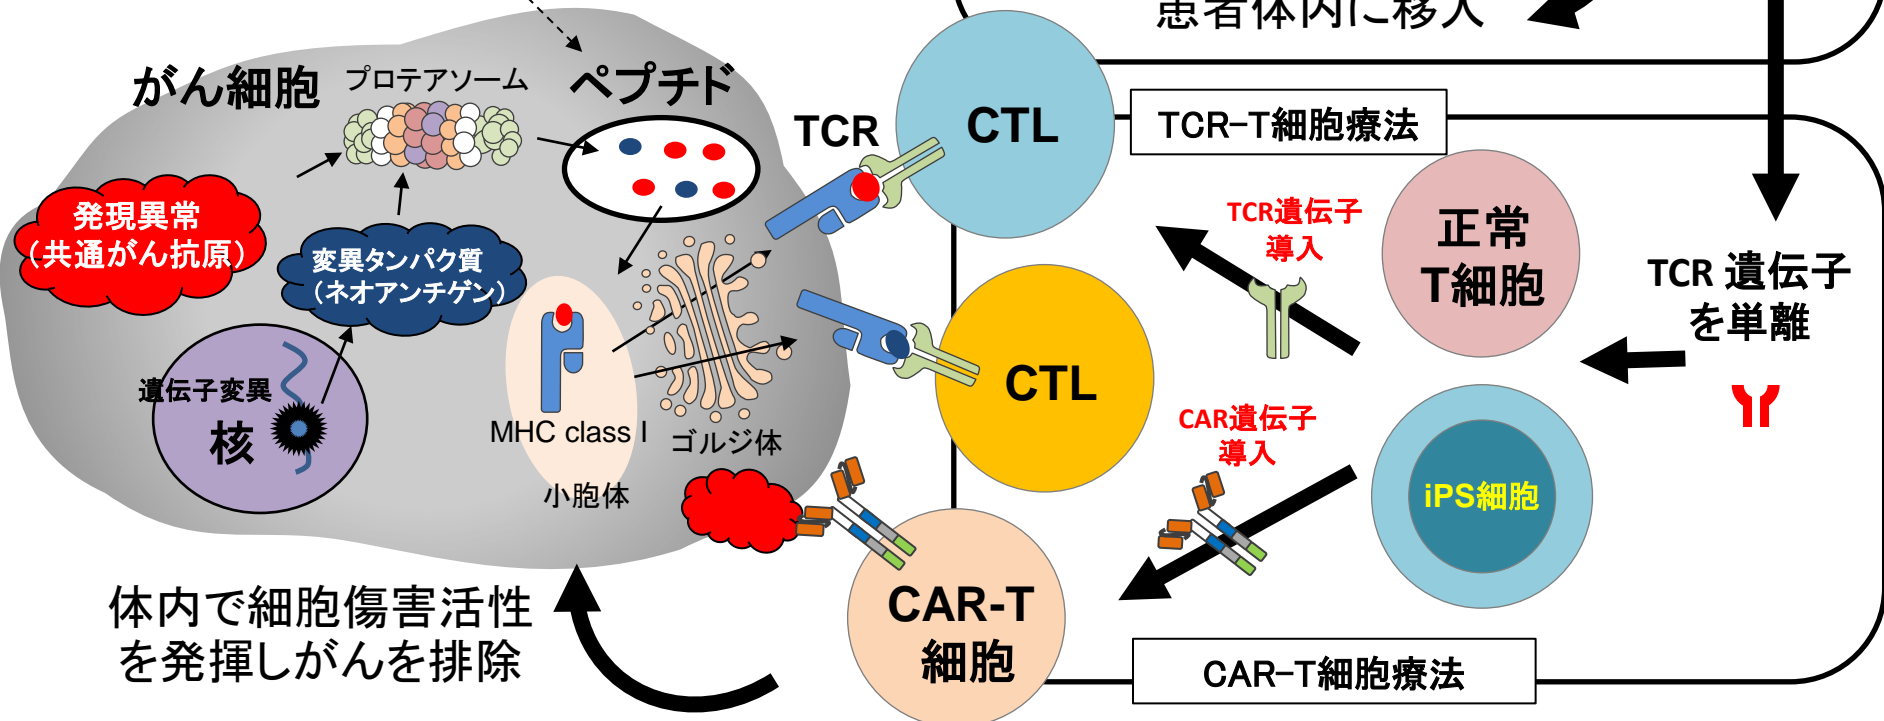 患者体内に移入
がん細胞
プロテアソーム
ペプチド
TCR
CTL
TCR-T細胞療法
発現異常
（共通がん抗原）
変異タンパク質
（ネオアンチゲン）
TCR遺伝子
導入
正常
T細胞
TCR 遺伝子
を単離
遺伝子変異
核
MHC class I
ゴルジ体
小胞体
CTL
CAR遺伝子
導入
iPS細胞
体内で細胞傷害活性
を発揮しがんを排除
CAR-T
細胞
CAR-T細胞療法